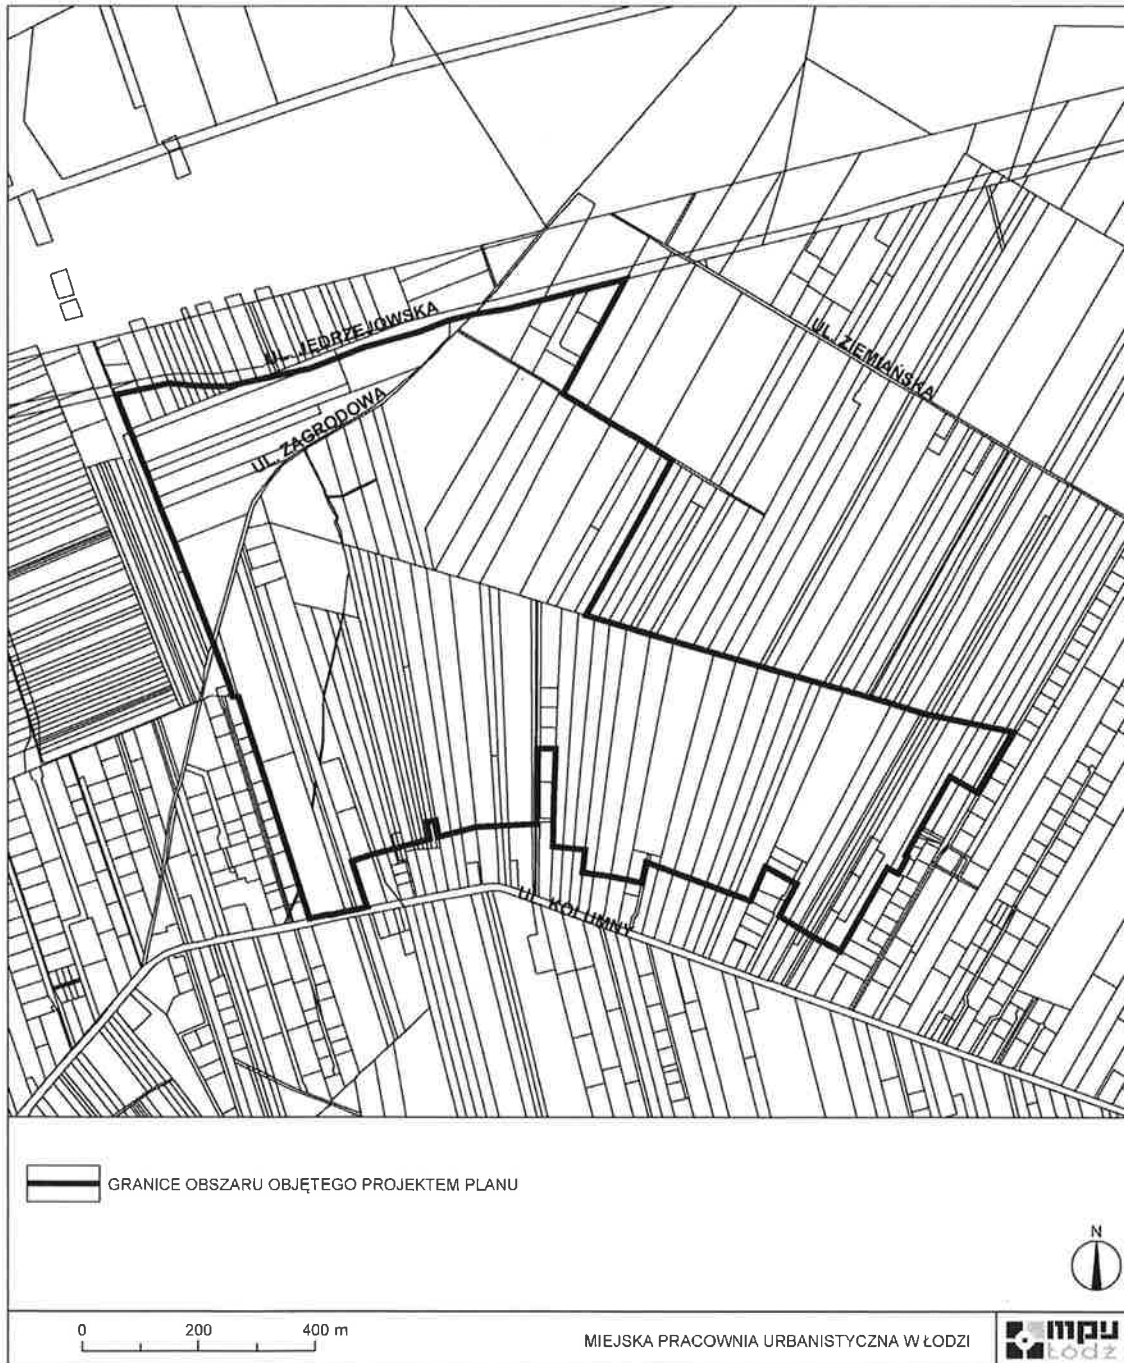 UL. JĘDRZEJOWSKA
UL. ZIEMIAŃSKA
UL. ZAGRODOWA
UL. KOLUMNY
GRANICE OBSZARU OBJĘTEGO PROJEKTEM PLANU
N
0 200 400 m
MIEJSKA PRACOWNIA URBANISTYCZNA W ŁODZI
mpu
Łódź